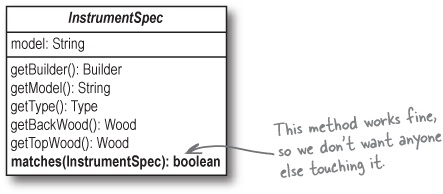 InstrumentSpec
model: String
getBuilder(): Builder
getModel(): String
getType(): Type
getBackWood(): Wood
getTopWood(): Wood
matches(InstrumentSpec): boolean
This method works fine,
so we don't want anyone
else touching it.